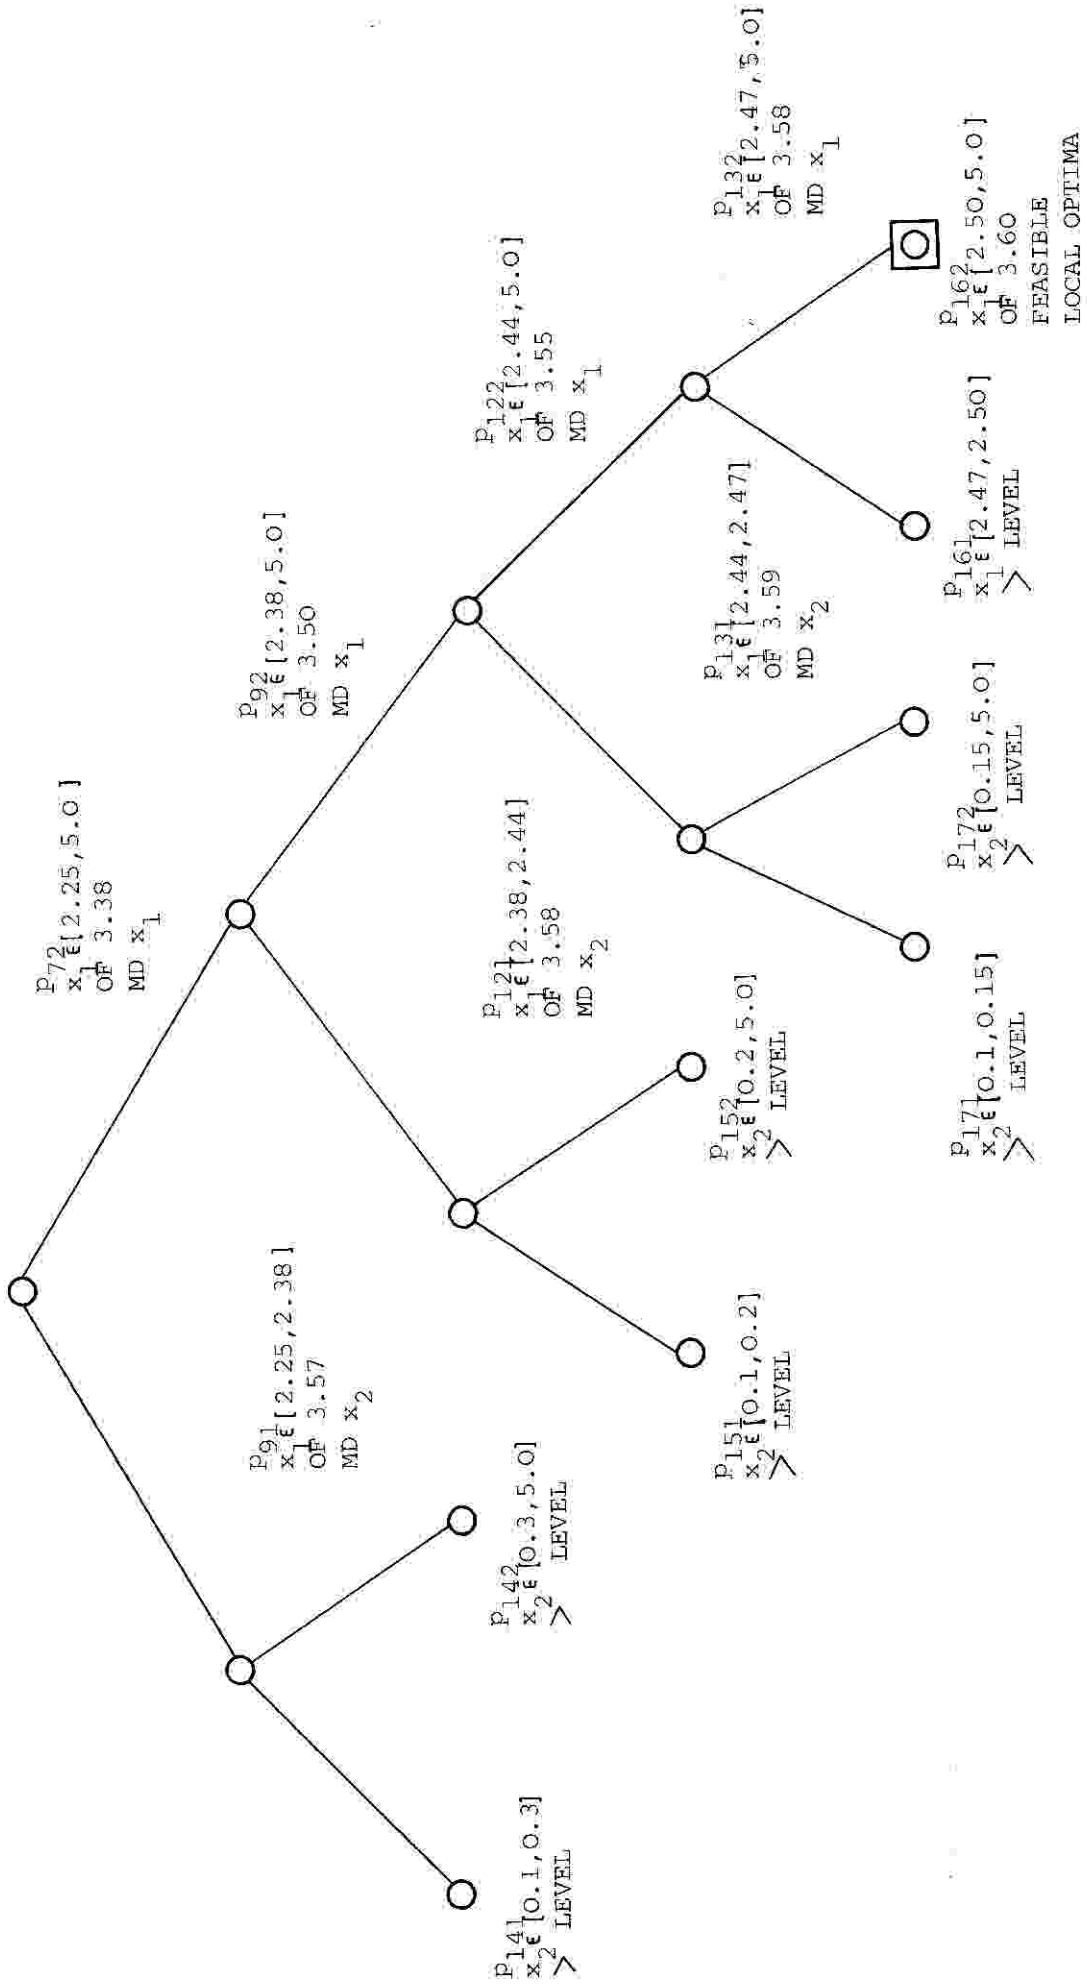 P72
x1 ε[2.25,5.0]
OF 3.38
MD x1
P91
x1 ε[2.25,2.38]
OF 3.57
MD x2
P92
x1 ε[2.38,5.0]
OF 3.50
MD x1
P141
x2 ε[0.1,0.3]
> LEVEL
P142
x2 ε[0.3,5.0]
> LEVEL
P121
x1 ε[2.38,2.44]
OF 3.58
MD x2
P122
x1 ε[2.44,5.0]
OF 3.55
MD x1
P151
x2 ε[0.1,0.2]
> LEVEL
P152
x2 ε[0.2,5.0]
> LEVEL
P131
x1 ε[2.44,2.47]
OF 3.59
MD x2
P132
x1 ε[2.47,5.0]
OF 3.58
MD x1
P171
x2 ε[0.1,0.15]
> LEVEL
P172
x2 ε[0.15,5.0]
> LEVEL
P161
x1 ε[2.47,2.50]
> LEVEL
P162
x1 ε[2.50,5.0]
OF 3.60
FEASIBLE
LOCAL OPTIMA